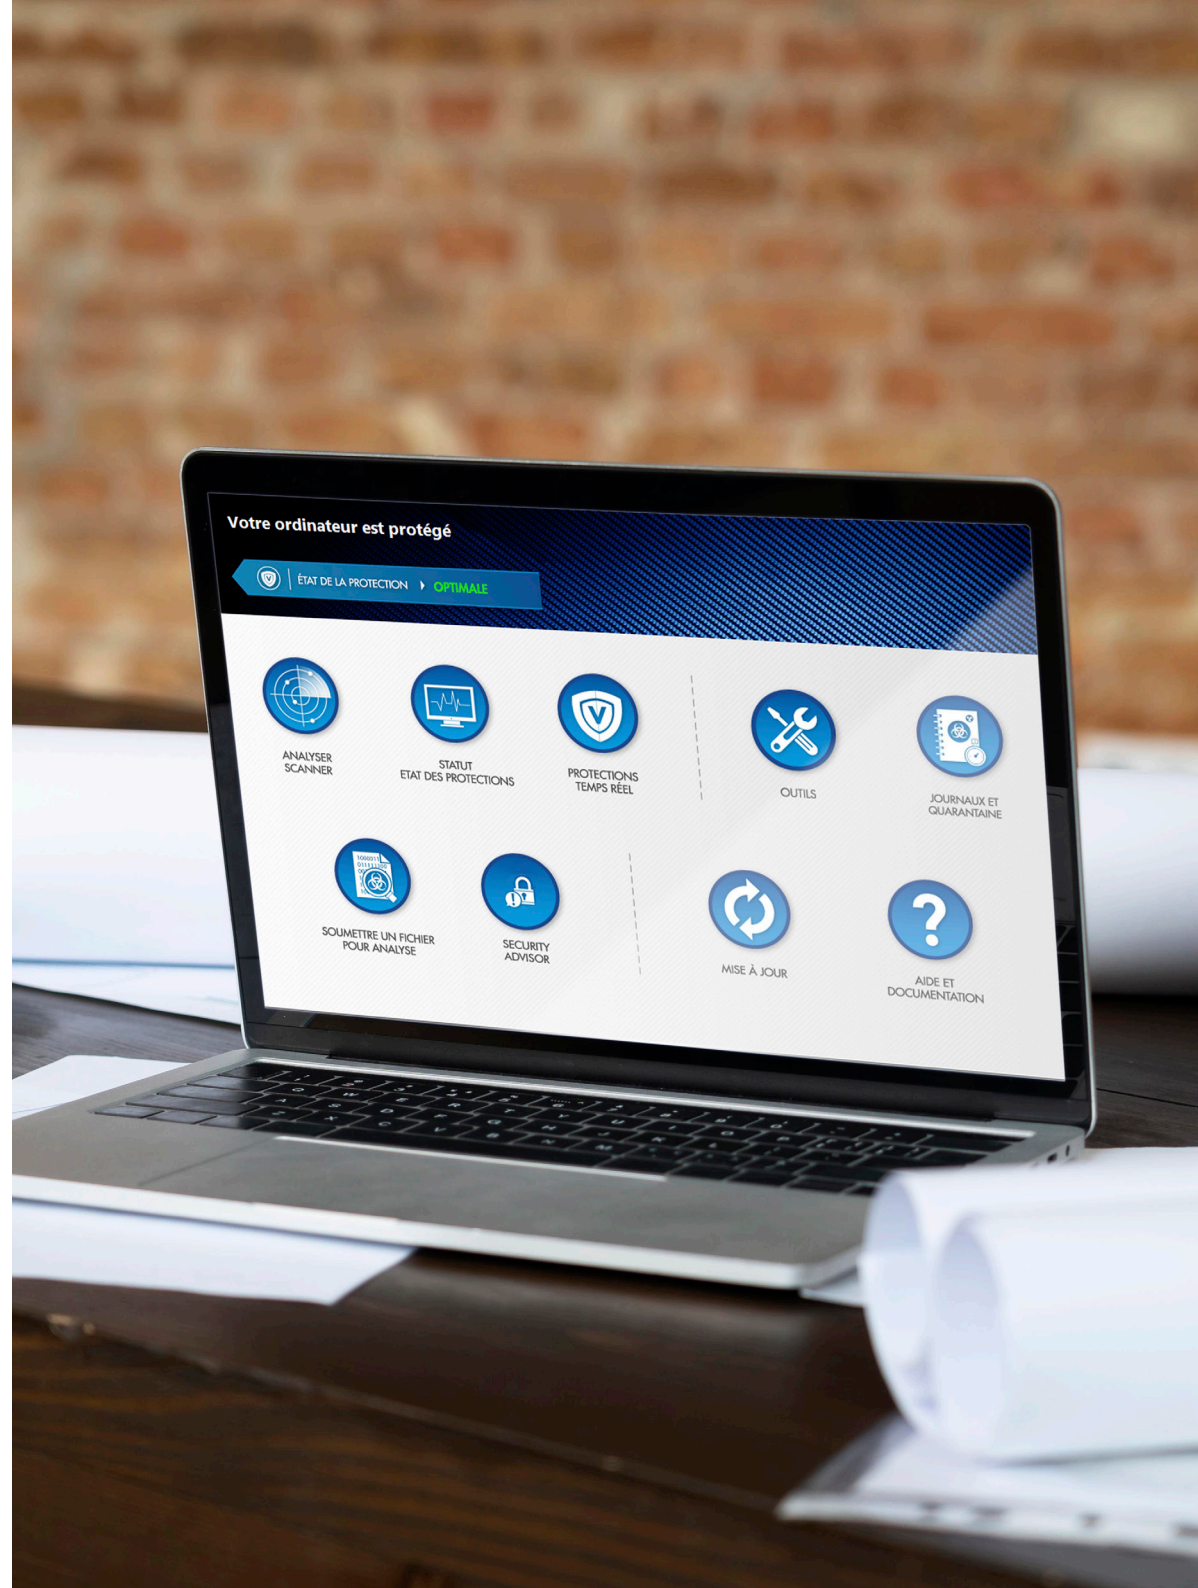 Votre ordinateur est protégé
ÉTAT DE LA PROTECTION OPTIMALE
ANALYSER
SCANNER
STATUT
ETAT DES PROTECTIONS
PROTECTIONS
TEMPS RÉEL
OUTILS
JOURNAUX ET
QUARANTAINE
SOUMETTRE UN FICHIER
POUR ANALYSE
SECURITY
ADVISOR
MISE À JOUR
AIDE ET
DOCUMENTATION